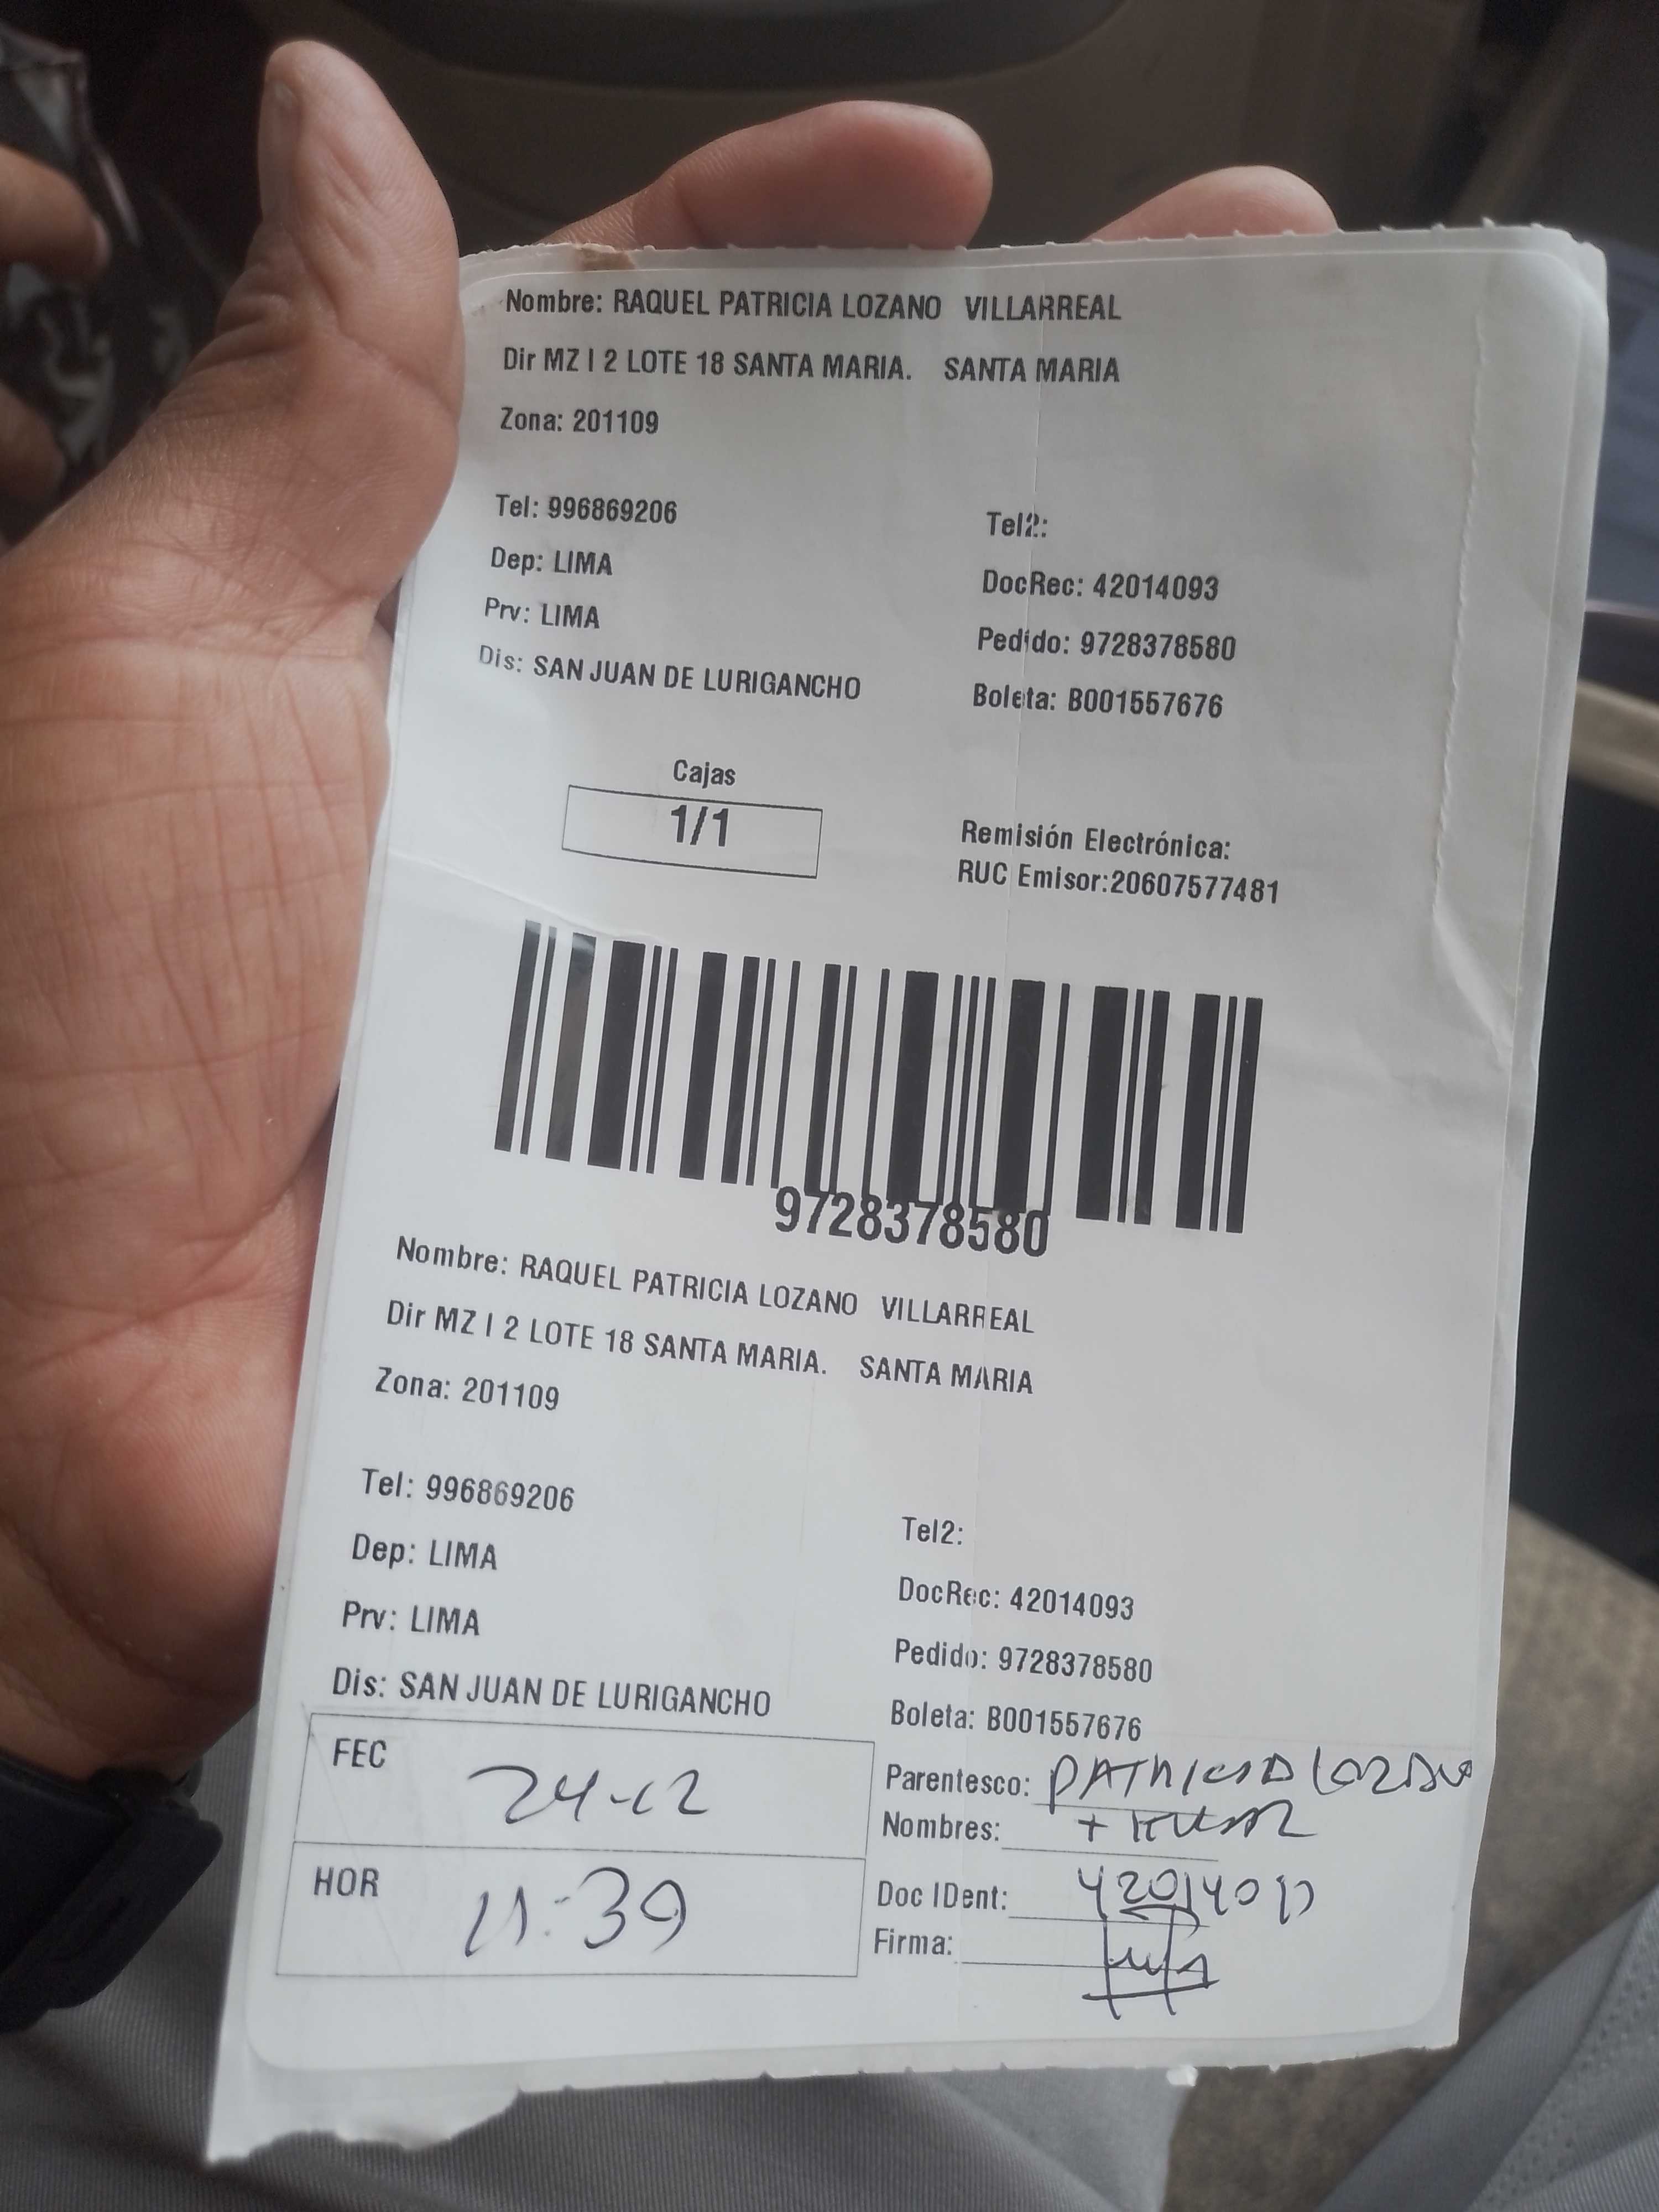 Nombre: RAQUEL PATRICIA LOZANO VILLARREAL
Dir MZ I 2 LOTE 18 SANTA MARIA. SANTA MARIA
Zona: 201109
Tel: 996869206
Tel2:
Dep: LIMA
DocRec: 42014093
Prv: LIMA
Pedido: 9728378580
Dis: SAN JUAN DE LURIGANCHO
Boleta: B001557676
Cajas
1/1
Remisión Electrónica:
RUC Emisor:20607577481
9728378580
Nombre: RAQUEL PATRICIA LOZANO VILLARREAL
Dir MZ I 2 LOTE 18 SANTA MARIA. SANTA MARIA
Zona: 201109
Tel: 996869206
Tel2:
Dep: LIMA
DocRec: 42014093
Prv: LIMA
Pedido: 9728378580
Dis: SAN JUAN DE LURIGANCHO
Boleta: B001557676
FEC 24-12
Parentesco: PATRICIA LOZANO
Nombres:
HOR 11:39
Doc IDent:
Firma: